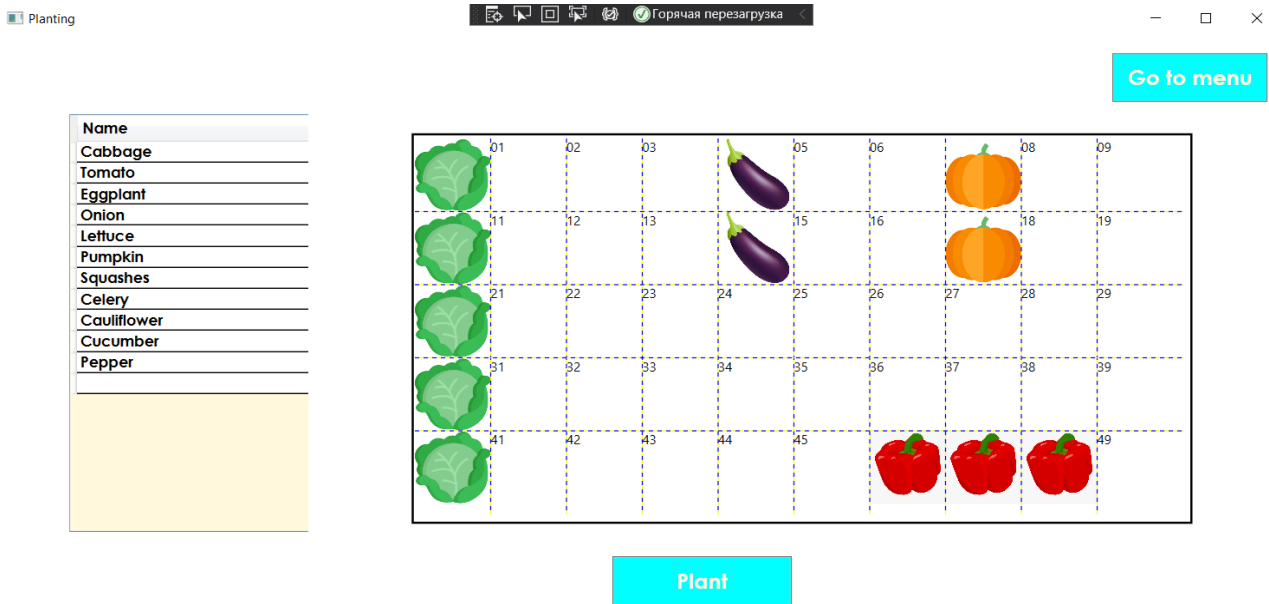 Planting
Горячая перезагрузка
Go to menu
Name
Cabbage
Tomato
Eggplant
Onion
Lettuce
Pumpkin
Squashes
Celery
Cauliflower
Cucumber
Pepper
01 02 03 05 06 08 09
11 12 13 15 16 18 19
21 22 23 24 25 26 27 28 29
31 32 33 34 35 36 37 38 39
41 42 43 44 45 49
Plant